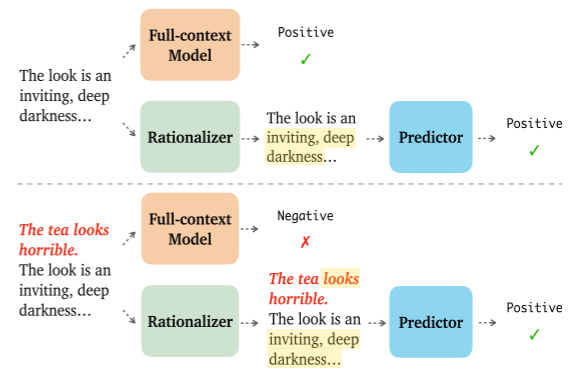 Full-context
Model
Positive
✓
The look is an
inviting, deep
darkness...
Rationalizer
The look is an
inviting, deep
darkness...
Predictor
Positive
✓
The tea looks
horrible.
The look is an
inviting, deep
darkness...
Full-context
Model
Negative
✗
Rationalizer
The tea looks
horrible.
The look is an
inviting, deep
darkness...
Predictor
Positive
✓